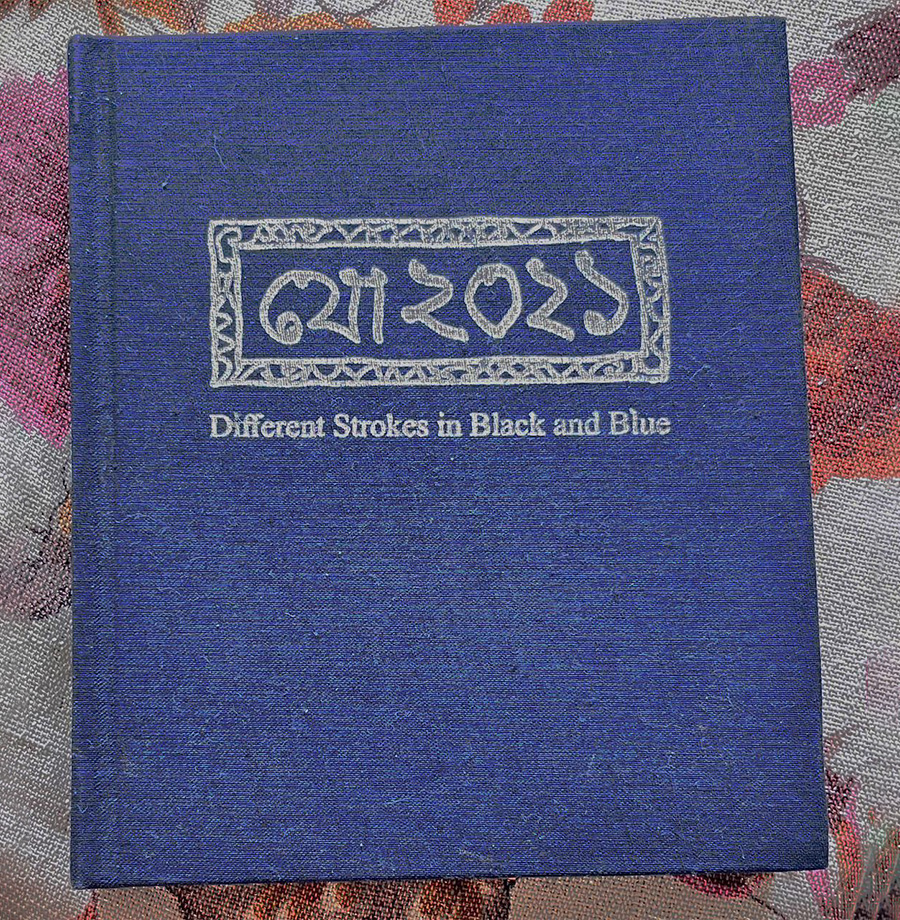 যো ২০২১
Different Strokes in Black and Blue